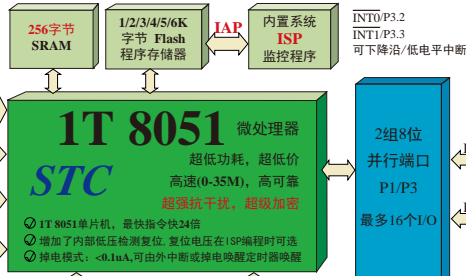 256字节
SRAM
1/2/3/4/5/6K
字节 Flash
程序存储器
IAP
内置系统
ISP
监控程序
INT0/P3.2
INT1/P3.3
可下降沿/低电平中断
1T 8051 微处理器
STC
超低功耗，超低价
高速(0-35M)，高可靠
超强抗干扰，超级加密
1T 8051单片机，最快指令快24倍
增加了内部低压检测复位,复位电压在ISP编程时可选
掉电模式：<0.1uA,可由外中断或掉电唤醒定时器唤醒
2组8位
并行端口
P1/P3
最多16个I/O